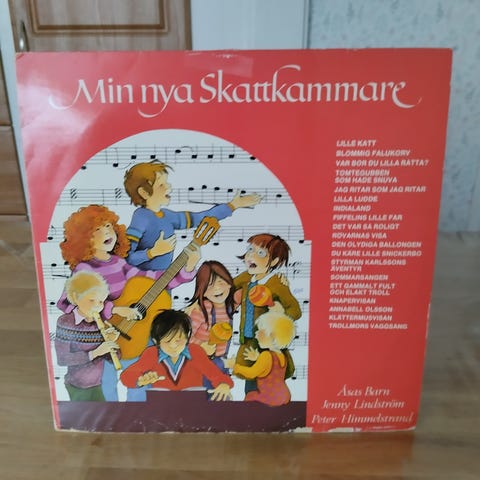 Min nya Skattkammare
LILLE KATT
BLOMMIG FALUKORV
VAR BOR DU LILLA RÅTTA?
TOMTEGUBBEN
SOM HADE SNUVA
JAG RITAR SOM JAG RITAR
LILLA LUDDE
INDIALAND
PIFFELINS LILLE FAR
DET VAR SÅ ROLIGT
RÖVARNAS VISA
DEN OLYDIGA BALLONGEN
DU KÄRE LILLE SNICKERBO
STYRMAN KARLSSONS
ÄVENTYR
SOMMARSÅNGEN
ETT GAMMALT FULT
OCH ELAKT TROLL
KNAPERVISAN
ANNABELL OLSSON
KLÄTTERMUSVISAN
TROLLMORS VAGGSÅNG
Åsas Barn
Jenny Lindström
Peter Himmelstrand